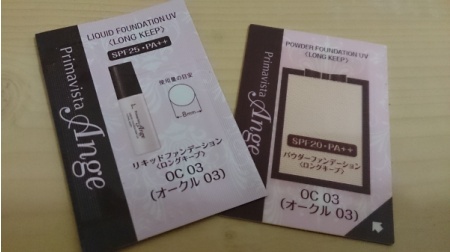 LIQUID FOUNDATION UV
〈LONG KEEP〉
SPF25・PA++
使用量の目安
8mm
リキッドファンデーション
〈ロングキープ〉
OC 03
(オークル 03)
Primavista
Ange
POWDER FOUNDATION UV
〈LONG KEEP〉
SPF20・PA++
パウダーファンデーション
〈ロングキープ〉
OC 03
(オークル 03)
Primavista
Ange